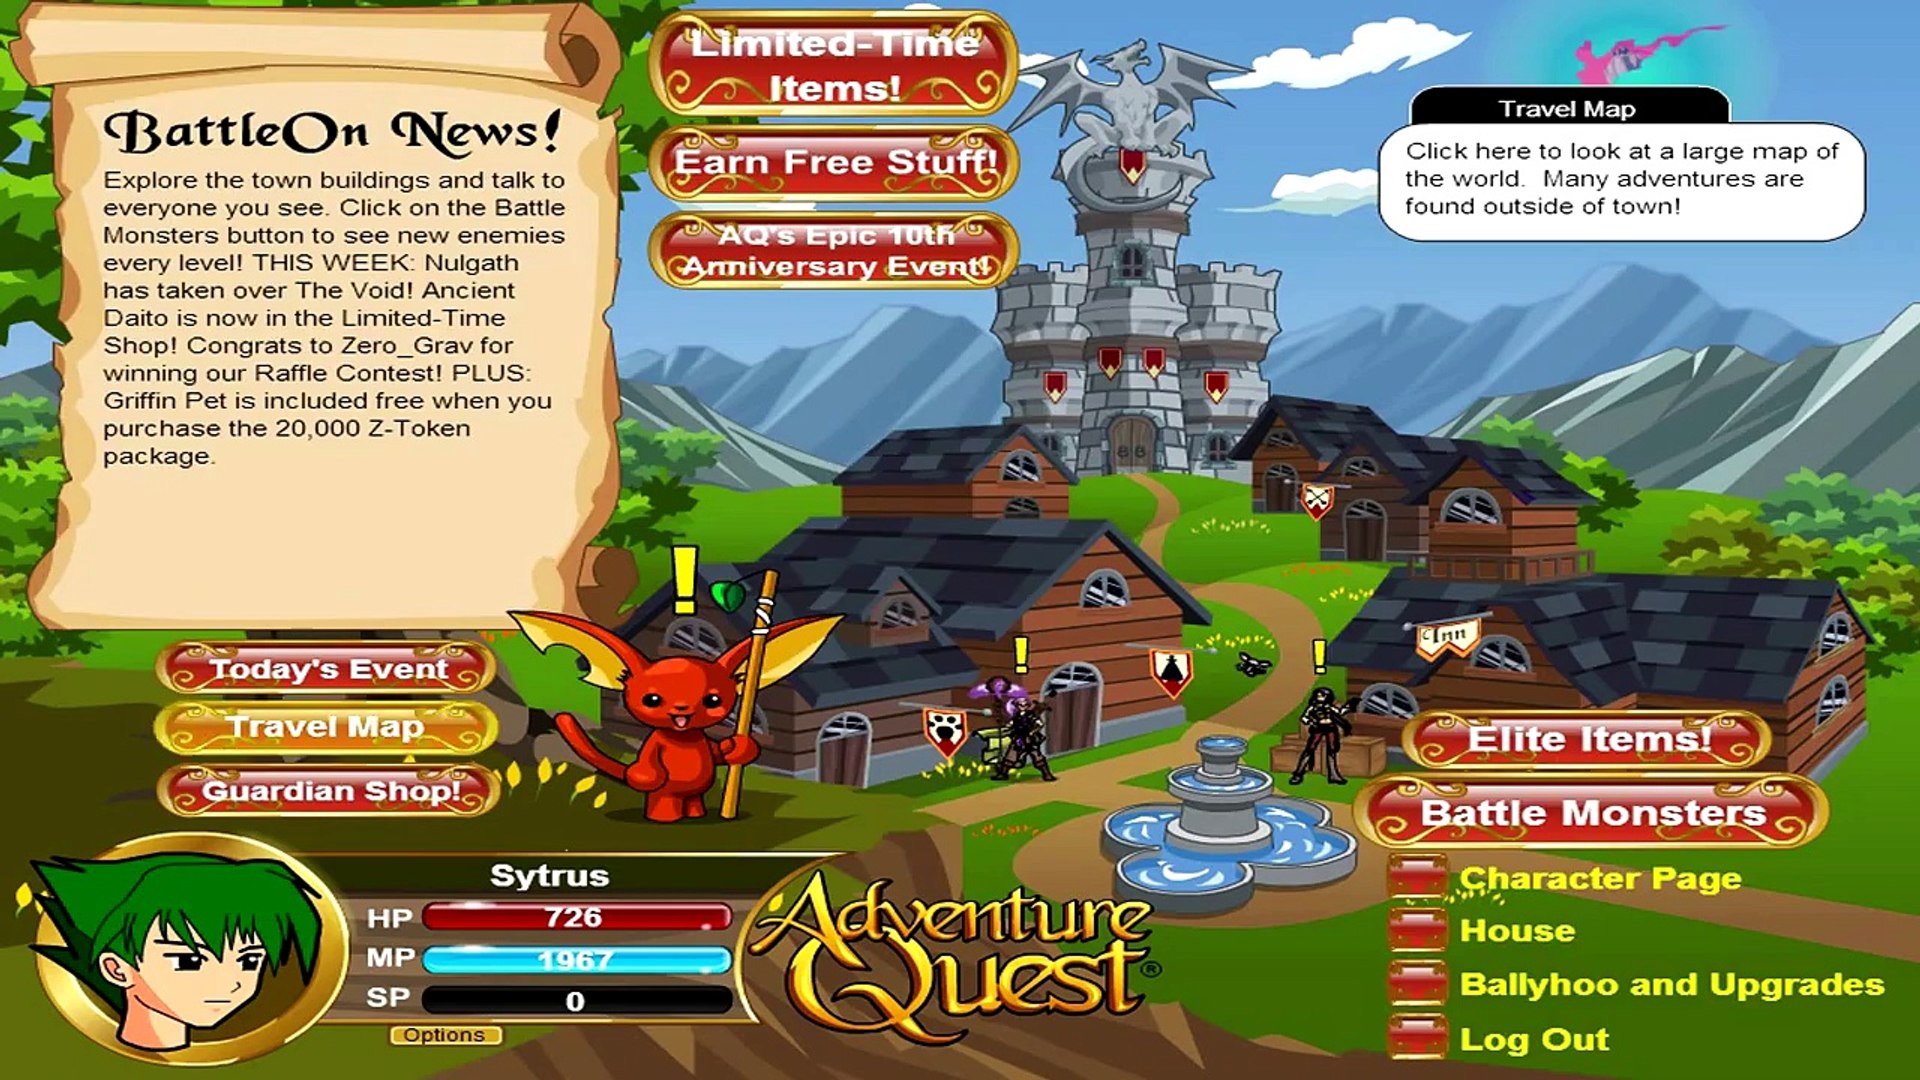 BattleOn News!
Explore the town buildings and talk to
everyone you see. Click on the Battle
Monsters button to see new enemies
every level! THIS WEEK: Nulgath
has taken over The Void! Ancient
Daito is now in the Limited-Time
Shop! Congrats to Zero_Grav for
winning our Raffle Contest! PLUS:
Griffin Pet is included free when you
purchase the 20,000 Z-Token
package.
Limited-Time
Items!
Earn Free Stuff!
AQ's Epic 10th
Anniversary Event!
Travel Map
Click here to look at a large map of
the world. Many adventures are
found outside of town!
Inn
Today's Event
Travel Map
Guardian Shop!
Elite Items!
Battle Monsters
Character Page
House
Ballyhoo and Upgrades
Log Out
Sytrus
HP 726
MP 1967
SP 0
Options
Adventure
Quest®